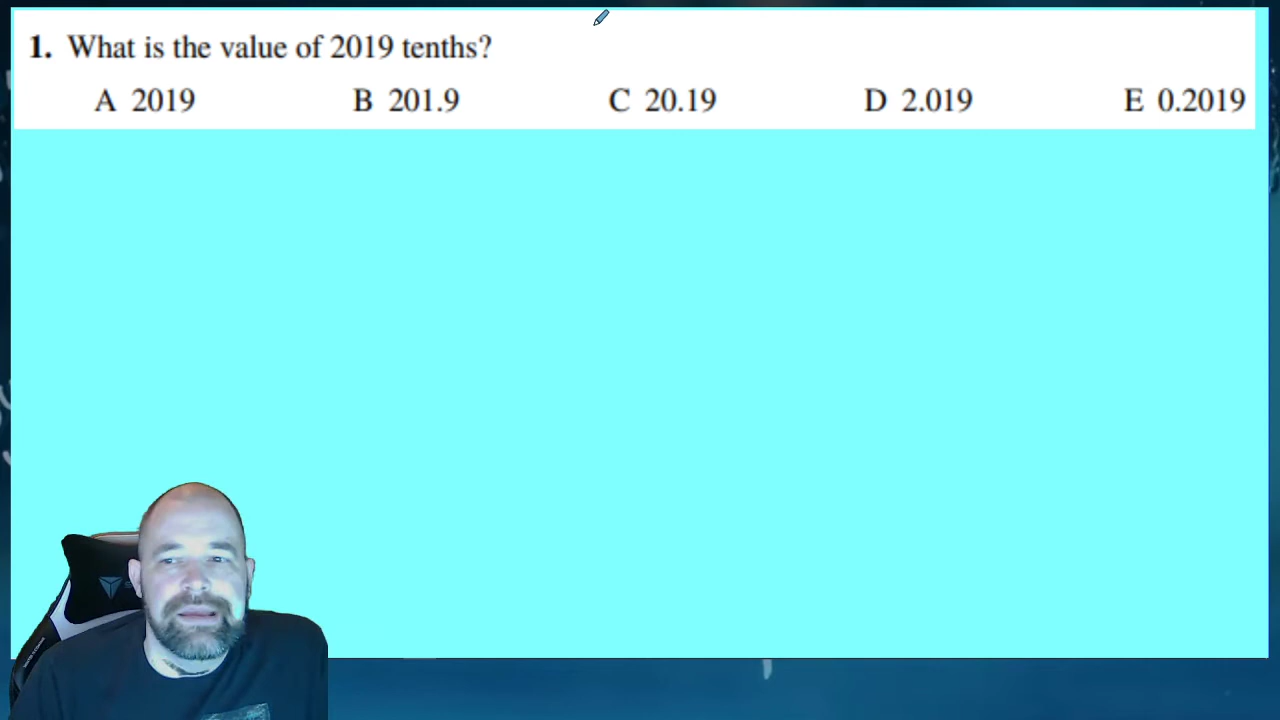 1. What is the value of 2019 tenths?
A 2019 B 201.9 C 20.19 D 2.019 E 0.2019